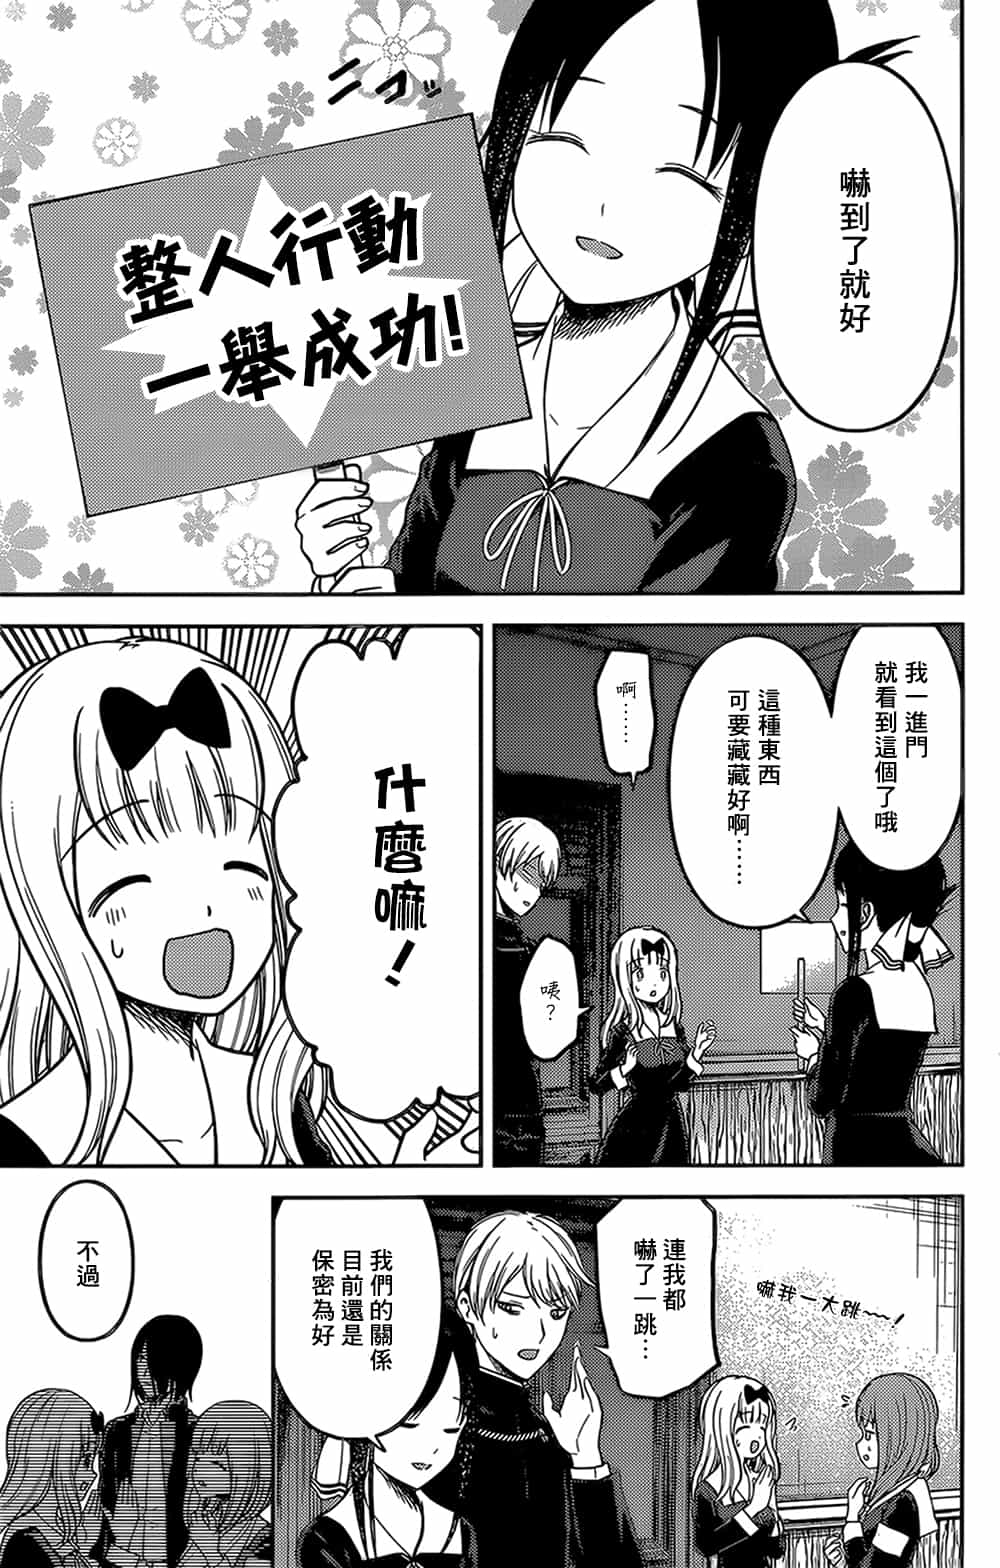 嚇到了就好
ニコッ
整人行動
一舉成功!
我一進門
就看到這個了哦
這種東西
可要藏藏好啊……
啊……
咦？
什麼嘛！
嚇我一大跳~~！
連我都
嚇了一跳…
我們的關係
目前還是
保密為好
不過